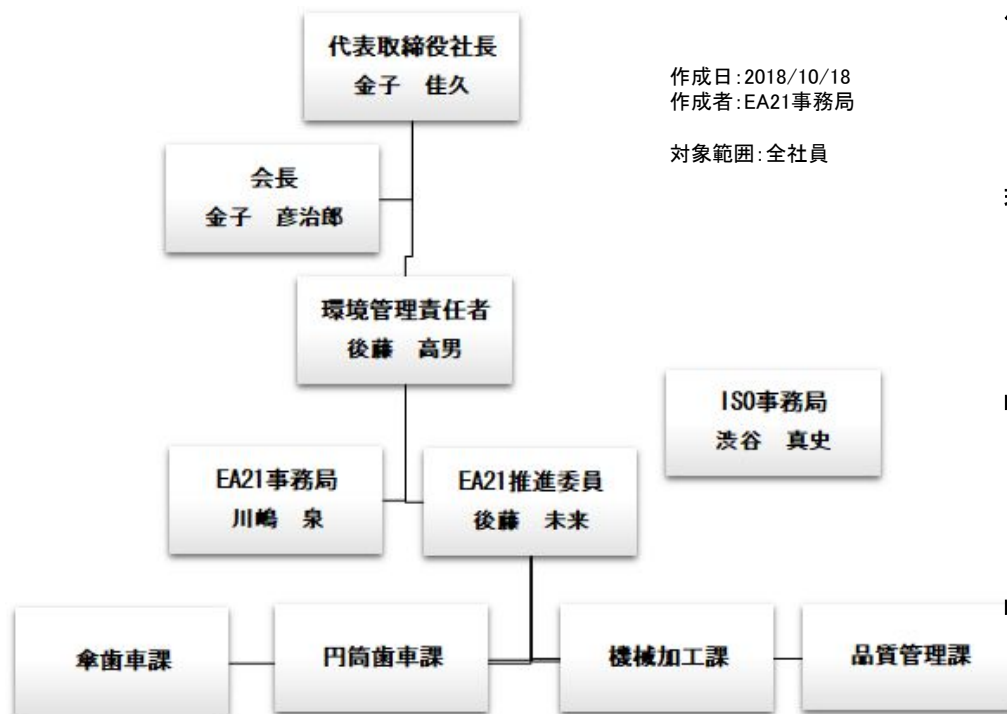 代表取締役社長
金子　佳久
作成日：2018/10/18
作成者：EA21事務局
対象範囲：全社員
会長
金子　彦治郎
環境管理責任者
後藤　高男
ISO事務局
渋谷　真史
EA21事務局
川嶋　泉
EA21推進委員
後藤　未来
傘歯車課
円筒歯車課
機械加工課
品質管理課